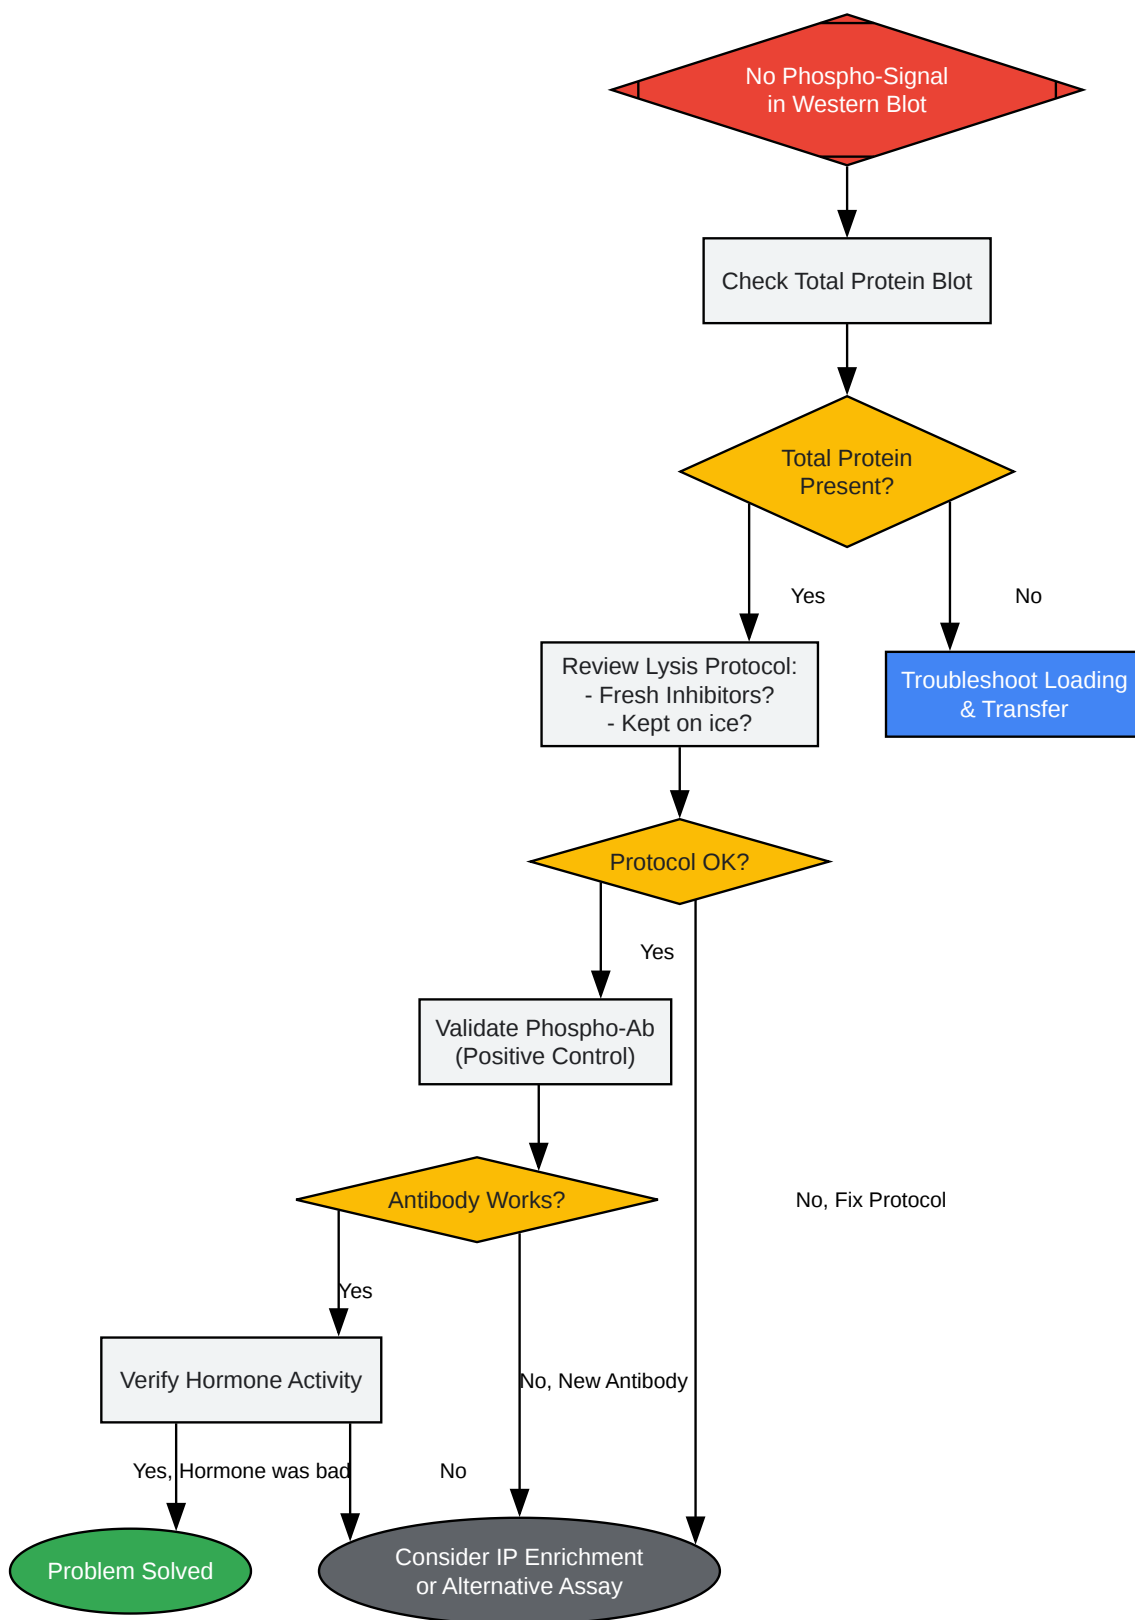 No Phospho-Signal
in Western Blot
Check Total Protein Blot
Total Protein
Present?
Yes
No
Review Lysis Protocol:
- Fresh Inhibitors?
- Kept on ice?
Troubleshoot Loading
& Transfer
Protocol OK?
Yes
Validate Phospho-Ab
(Positive Control)
Antibody Works?
No, Fix Protocol
Yes
Verify Hormone Activity
No, New Antibody
Yes, Hormone was bad
No
Problem Solved
Consider IP Enrichment
or Alternative Assay